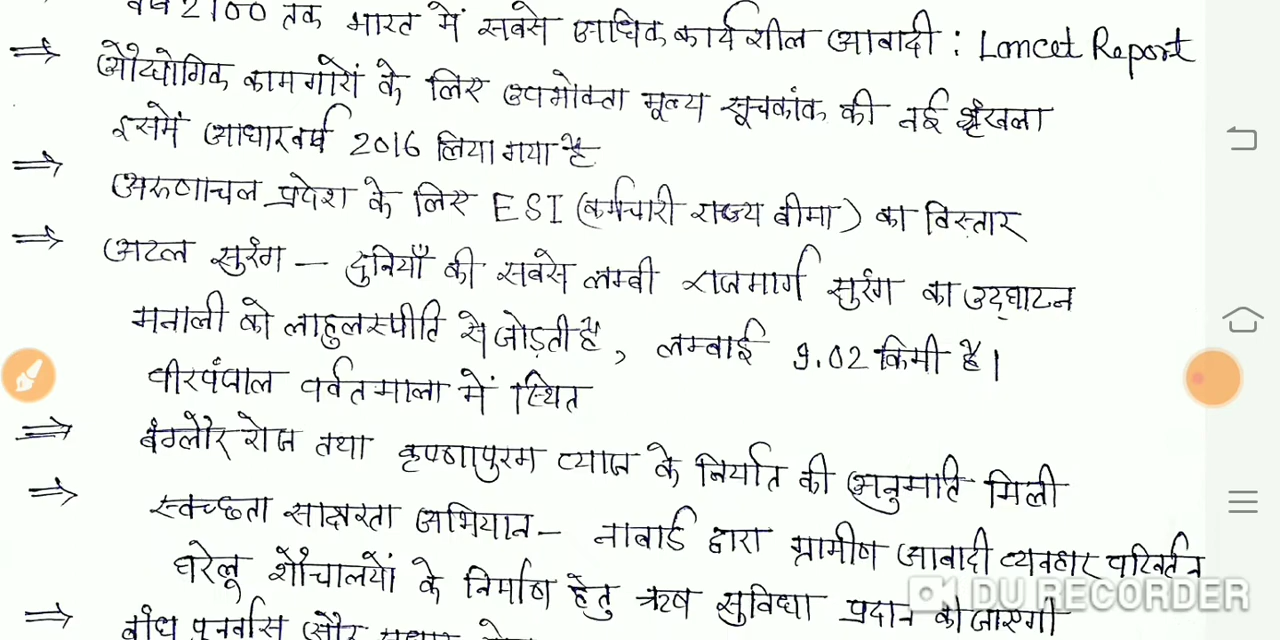 वर्ष 2100 तक भारत में सबसे अधिक कार्यशील आबादी : Lancet Report
⇒ औद्योगिक कामगारों के लिए उपभोक्ता मूल्य सूचकांक की नई श्रृंखला
इसमें आधारवर्ष 2016 लिया गया है
⇒ अरुणाचल प्रदेश के लिए ESI (कर्मचारी राज्य बीमा) का विस्तार
⇒ अटल सुरंग – दुनियाँ की सबसे लम्बी राजमार्ग सुरंग का उद्घाटन
मनाली को लाहुलस्पीति से जोड़ती है, लम्बाई 9.02 किमी है।
पीरपंजाल पर्वतमाला में स्थित
⇒ बंग्लौर रोज तथा कृष्णापुरम प्याज के निर्यात की अनुमति मिली
⇒ स्वच्छता साक्षरता अभियान – नाबार्ड द्वारा ग्रामीण आबादी व्यवहार परिवर्तन
घरेलू शौचालयों के निर्माण हेतु ऋण सुविधा प्रदान की जाएगी
⇒ बांध पुनर्वास और
DU RECORDER